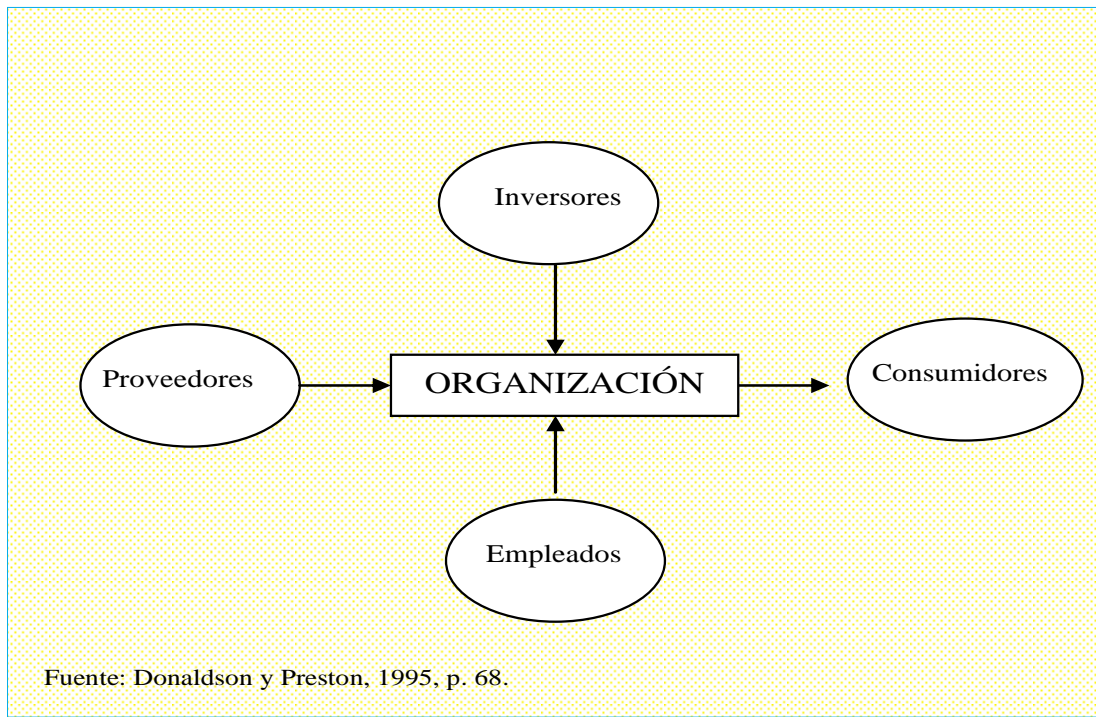 Inversores
Proveedores
ORGANIZACIÓN
Consumidores
Empleados
Fuente: Donaldson y Preston, 1995, p. 68.